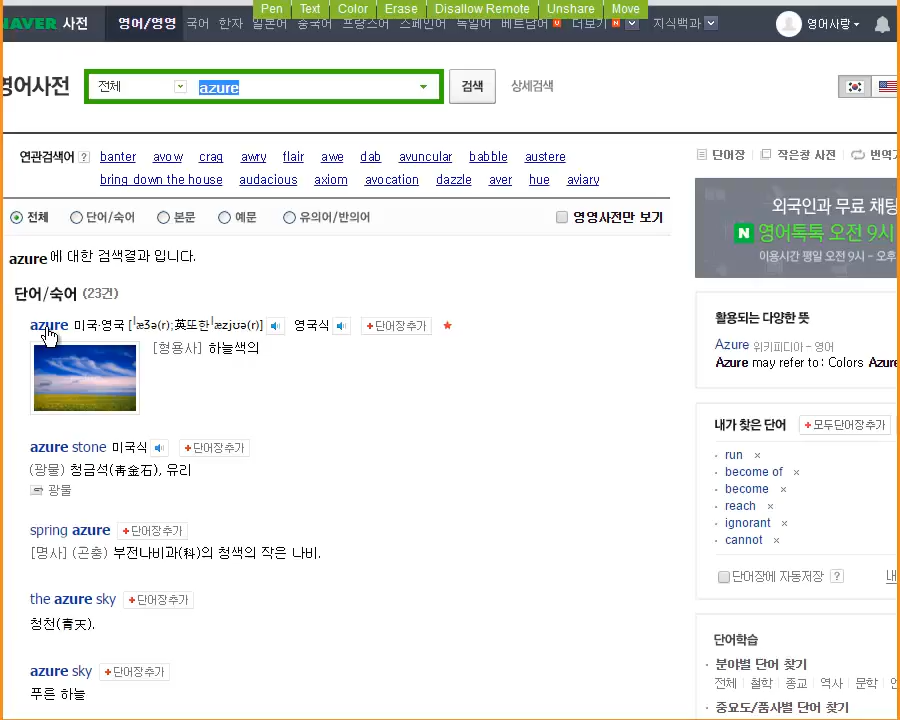 Pen Text Color Erase Disallow Remote Unshare Move
NAVER 사전 영어/영영 국어 한자 일본어 중국어 프랑스어 스페인어 독일어 베트남어 더보기 N 지식백과 영어사랑
영어사전 전체 azure 검색 상세검색
연관검색어 ? banter avow crag awry flair awe dab avuncular babble austere
bring down the house audacious axiom avocation dazzle aver hue aviary
전체 단어/숙어 본문 예문 유의어/반의어 영영사전만 보기
azure에 대한 검색결과 입니다.
단어/숙어 (23건)
azure 미국·영국 [ˈæʒə(r);英또한ˈæzjʊə(r)] 영국식 +단어장추가
[형용사] 하늘색의
azure stone 미국식 +단어장추가
(광물) 청금석(靑金石), 유리
광물
spring azure +단어장추가
[명사] (곤충) 부전나비과(科)의 청색의 작은 나비.
the azure sky +단어장추가
청천(靑天).
azure sky +단어장추가
푸른 하늘
단어장 작은창 사전
외국인과 무료 채팅
N 영어톡톡 오전 9시
이용시간 평일 오전 9시 - 오후
활용되는 다양한 뜻
Azure 위키피디아 - 영어
Azure may refer to: Colors Azure
내가 찾은 단어 +모두단어장추가
run ×
become of ×
become ×
reach ×
ignorant ×
cannot ×
단어장에 자동저장 ?
단어학습
분야별 단어 찾기
전체 철학 종교 역사 문학
중요도/품사별 단어 찾기